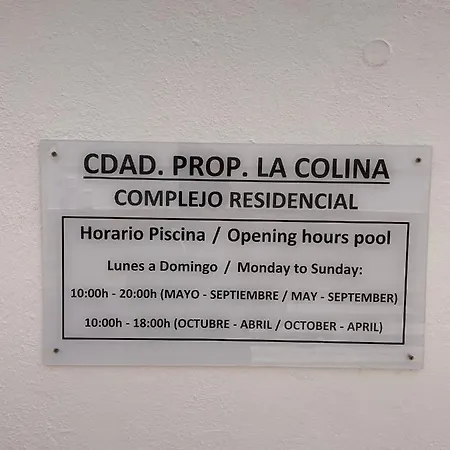 CDAD. PROP. LA COLINA
COMPLEJO RESIDENCIAL
Horario Piscina / Opening hours pool
Lunes a Domingo / Monday to Sunday:
10:00h - 20:00h (MAYO - SEPTIEMBRE / MAY - SEPTEMBER)
10:00h - 18:00h (OCTUBRE - ABRIL / OCTOBER - APRIL)